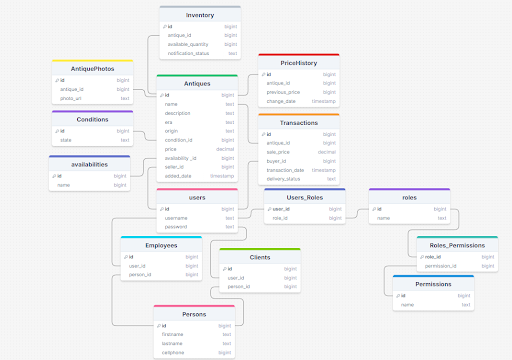 Inventory
id bigint
antique_id bigint
available_quantity bigint
notification_status text
AntiquePhotos
id bigint
antique_id bigint
photo_url text
Conditions
id bigint
state text
availabilities
id bigint
name bigint
Antiques
id bigint
name text
description text
era text
origin text
condition_id bigint
price decimal
availability _id bigint
seller_id bigint
added_date timestamp
PriceHistory
id bigint
antique_id bigint
previous_price bigint
change_date timestamp
Transactions
id bigint
antique_id bigint
sale_price decimal
buyer_id bigint
transaction_date timestamp
delivery_status text
users
id bigint
username text
password text
Users_Roles
user_id bigint
role_id bigint
roles
id bigint
name text
Employees
id bigint
user_id bigint
person_id bigint
Clients
id bigint
user_id bigint
person_id bigint
Roles_Permissions
role_id bigint
permission_id bigint
Permissions
id bigint
name text
Persons
id bigint
firstname text
lastname text
cellphone bigint